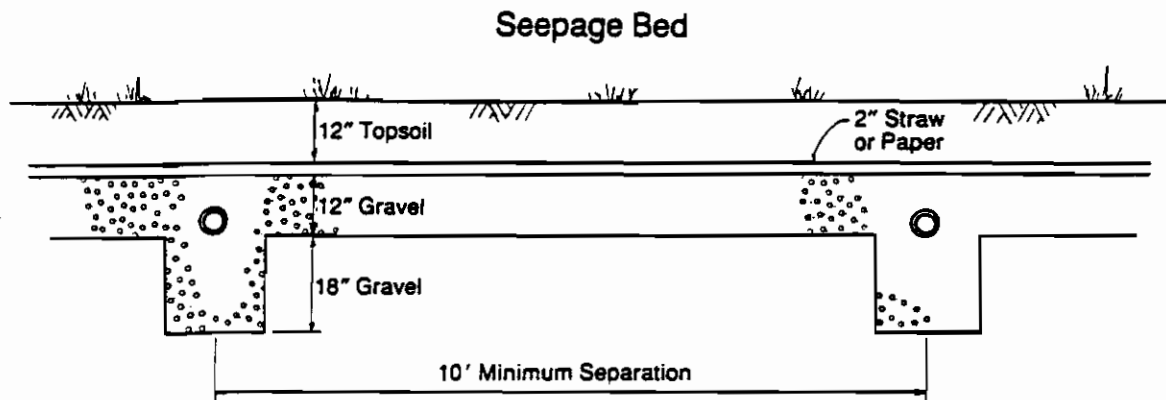 Seepage Bed
12″ Topsoil
2″ Straw
or Paper
12″ Gravel
18″ Gravel
10′ Minimum Separation